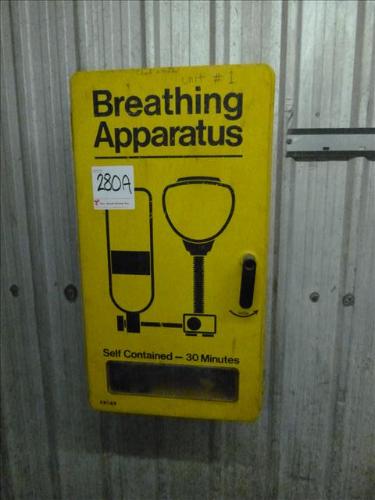 unit # 1
Breathing
Apparatus
280A
Self Contained – 30 Minutes